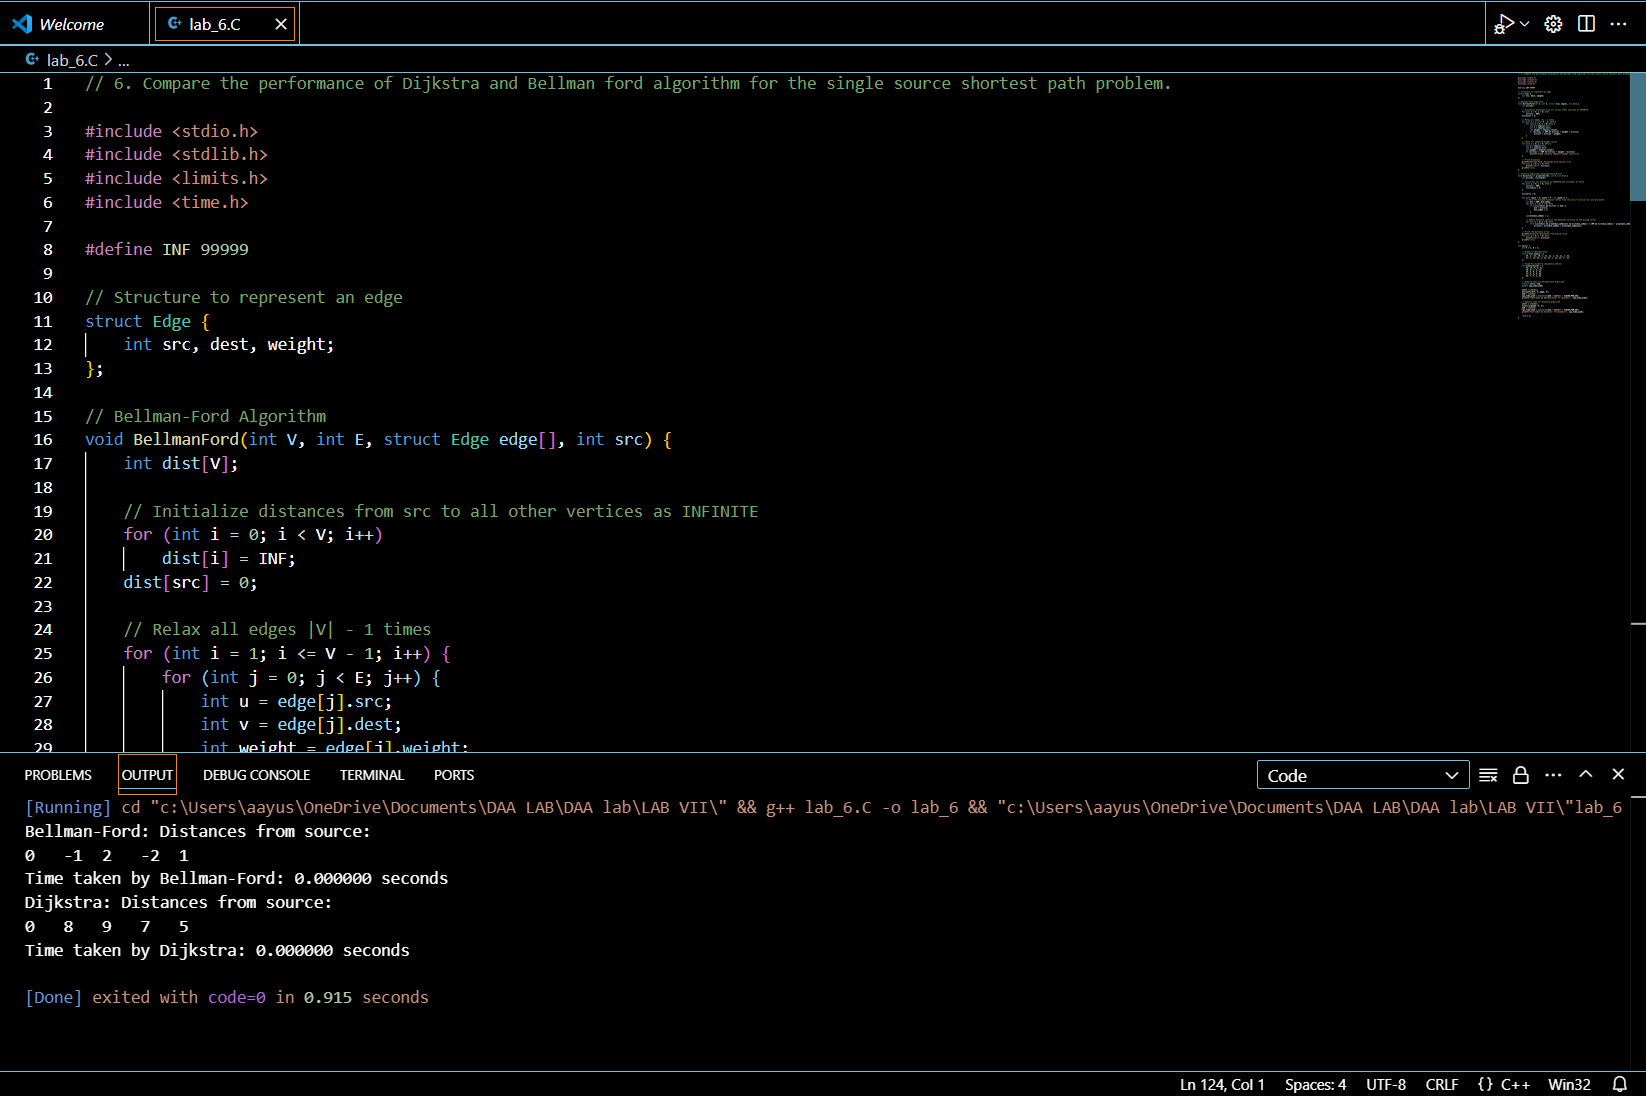 Welcome
lab_6.C
lab_6.C > ...
1 // 6. Compare the performance of Dijkstra and Bellman ford algorithm for the single source shortest path problem.
2
3 #include <stdio.h>
4 #include <stdlib.h>
5 #include <limits.h>
6 #include <time.h>
7
8 #define INF 99999
9
10 // Structure to represent an edge
11 struct Edge {
12     int src, dest, weight;
13 };
14
15 // Bellman-Ford Algorithm
16 void BellmanFord(int V, int E, struct Edge edge[], int src) {
17     int dist[V];
18
19     // Initialize distances from src to all other vertices as INFINITE
20     for (int i = 0; i < V; i++)
21         dist[i] = INF;
22     dist[src] = 0;
23
24     // Relax all edges |V| - 1 times
25     for (int i = 1; i <= V - 1; i++) {
26         for (int j = 0; j < E; j++) {
27             int u = edge[j].src;
28             int v = edge[j].dest;
29             int weight = edge[j].weight;
PROBLEMS OUTPUT DEBUG CONSOLE TERMINAL PORTS Code
[Running] cd "c:\Users\aayus\OneDrive\Documents\DAA LAB\DAA lab\LAB VII\" && g++ lab_6.C -o lab_6 && "c:\Users\aayus\OneDrive\Documents\DAA LAB\DAA lab\LAB VII\"lab_6
Bellman-Ford: Distances from source:
0   -1  2   -2  1
Time taken by Bellman-Ford: 0.000000 seconds
Dijkstra: Distances from source:
0   8   9   7   5
Time taken by Dijkstra: 0.000000 seconds
[Done] exited with code=0 in 0.915 seconds
Ln 124, Col 1 Spaces: 4 UTF-8 CRLF {} C++ Win32